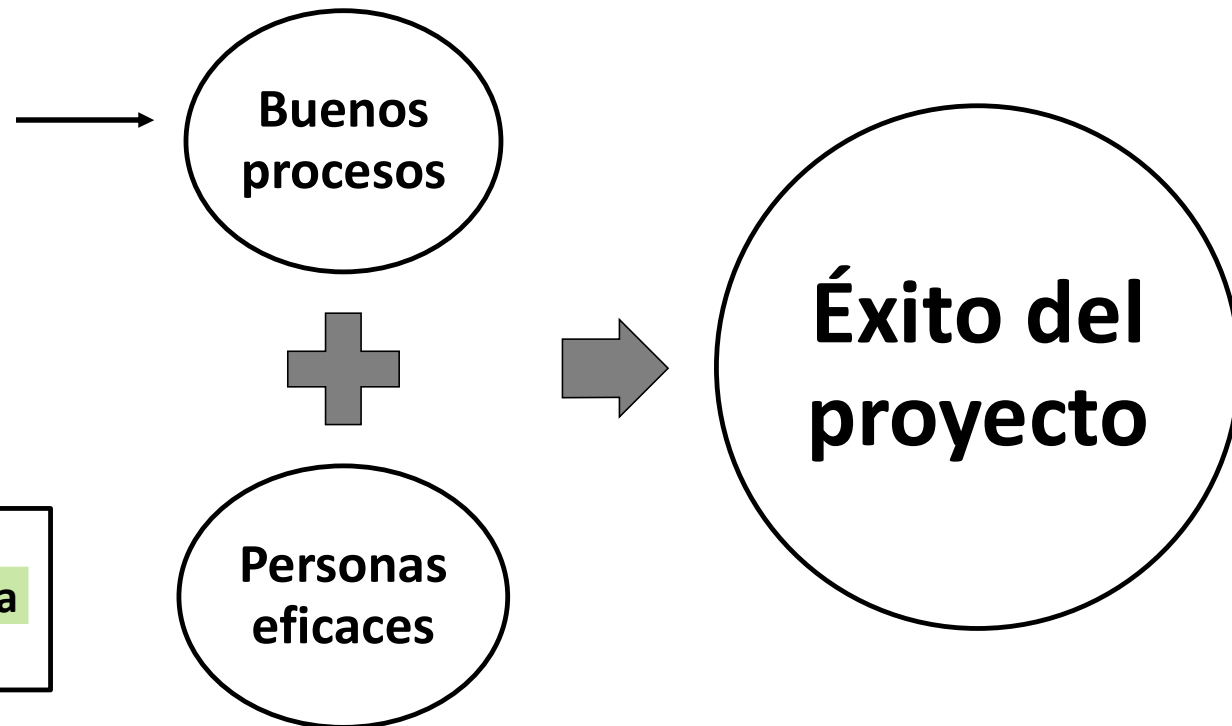 Buenos
procesos
Éxito del
proyecto
Personas
eficaces